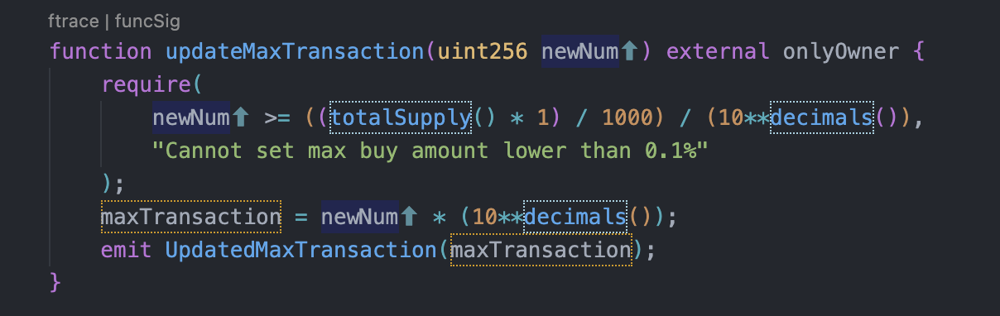 ftrace | funcSig
function updateMaxTransaction(uint256 newNum⬆) external onlyOwner {
require(
newNum⬆ >= ((totalSupply() * 1) / 1000) / (10**decimals()),
"Cannot set max buy amount lower than 0.1%"
);
maxTransaction = newNum⬆ * (10**decimals());
emit UpdatedMaxTransaction(maxTransaction);
}